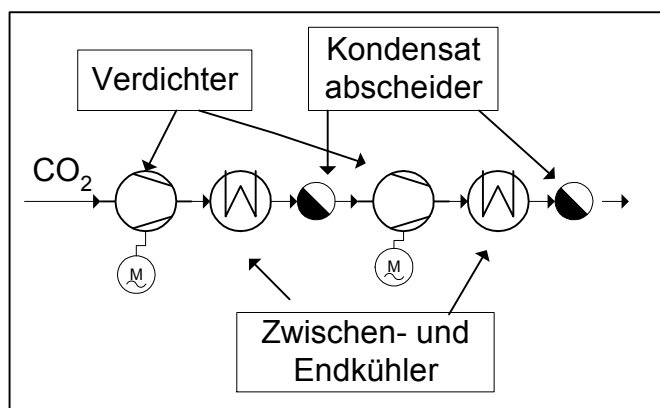 Verdichter
Kondensat
abscheider
CO₂
M
M
Zwischen- und
Endkühler